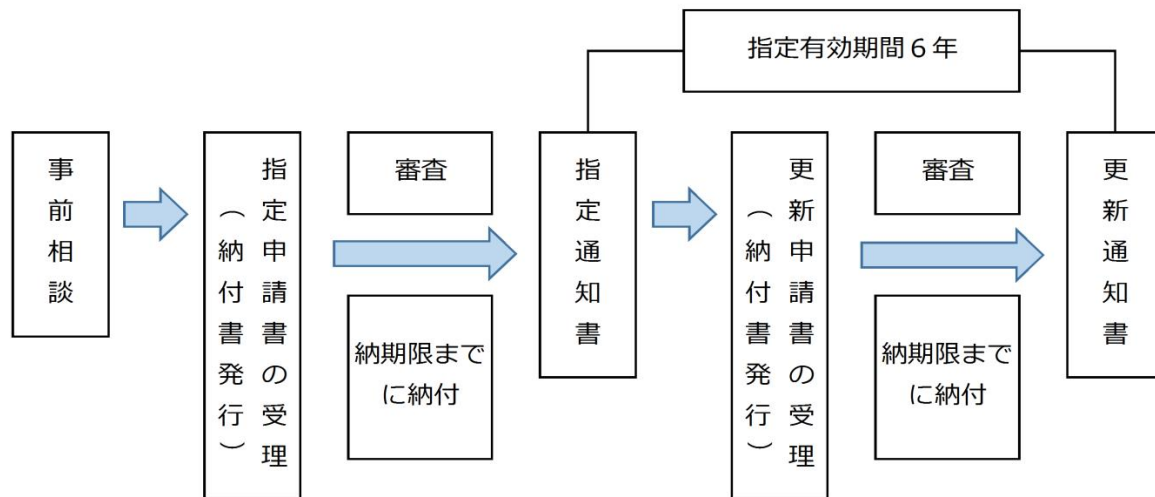 指定有効期間６年
事前相談
指定申請書の受理
（納付書発行）
審査
納期限まで
に納付
指定通知書
更新申請書の受理
（納付書発行）
審査
納期限まで
に納付
更新通知書